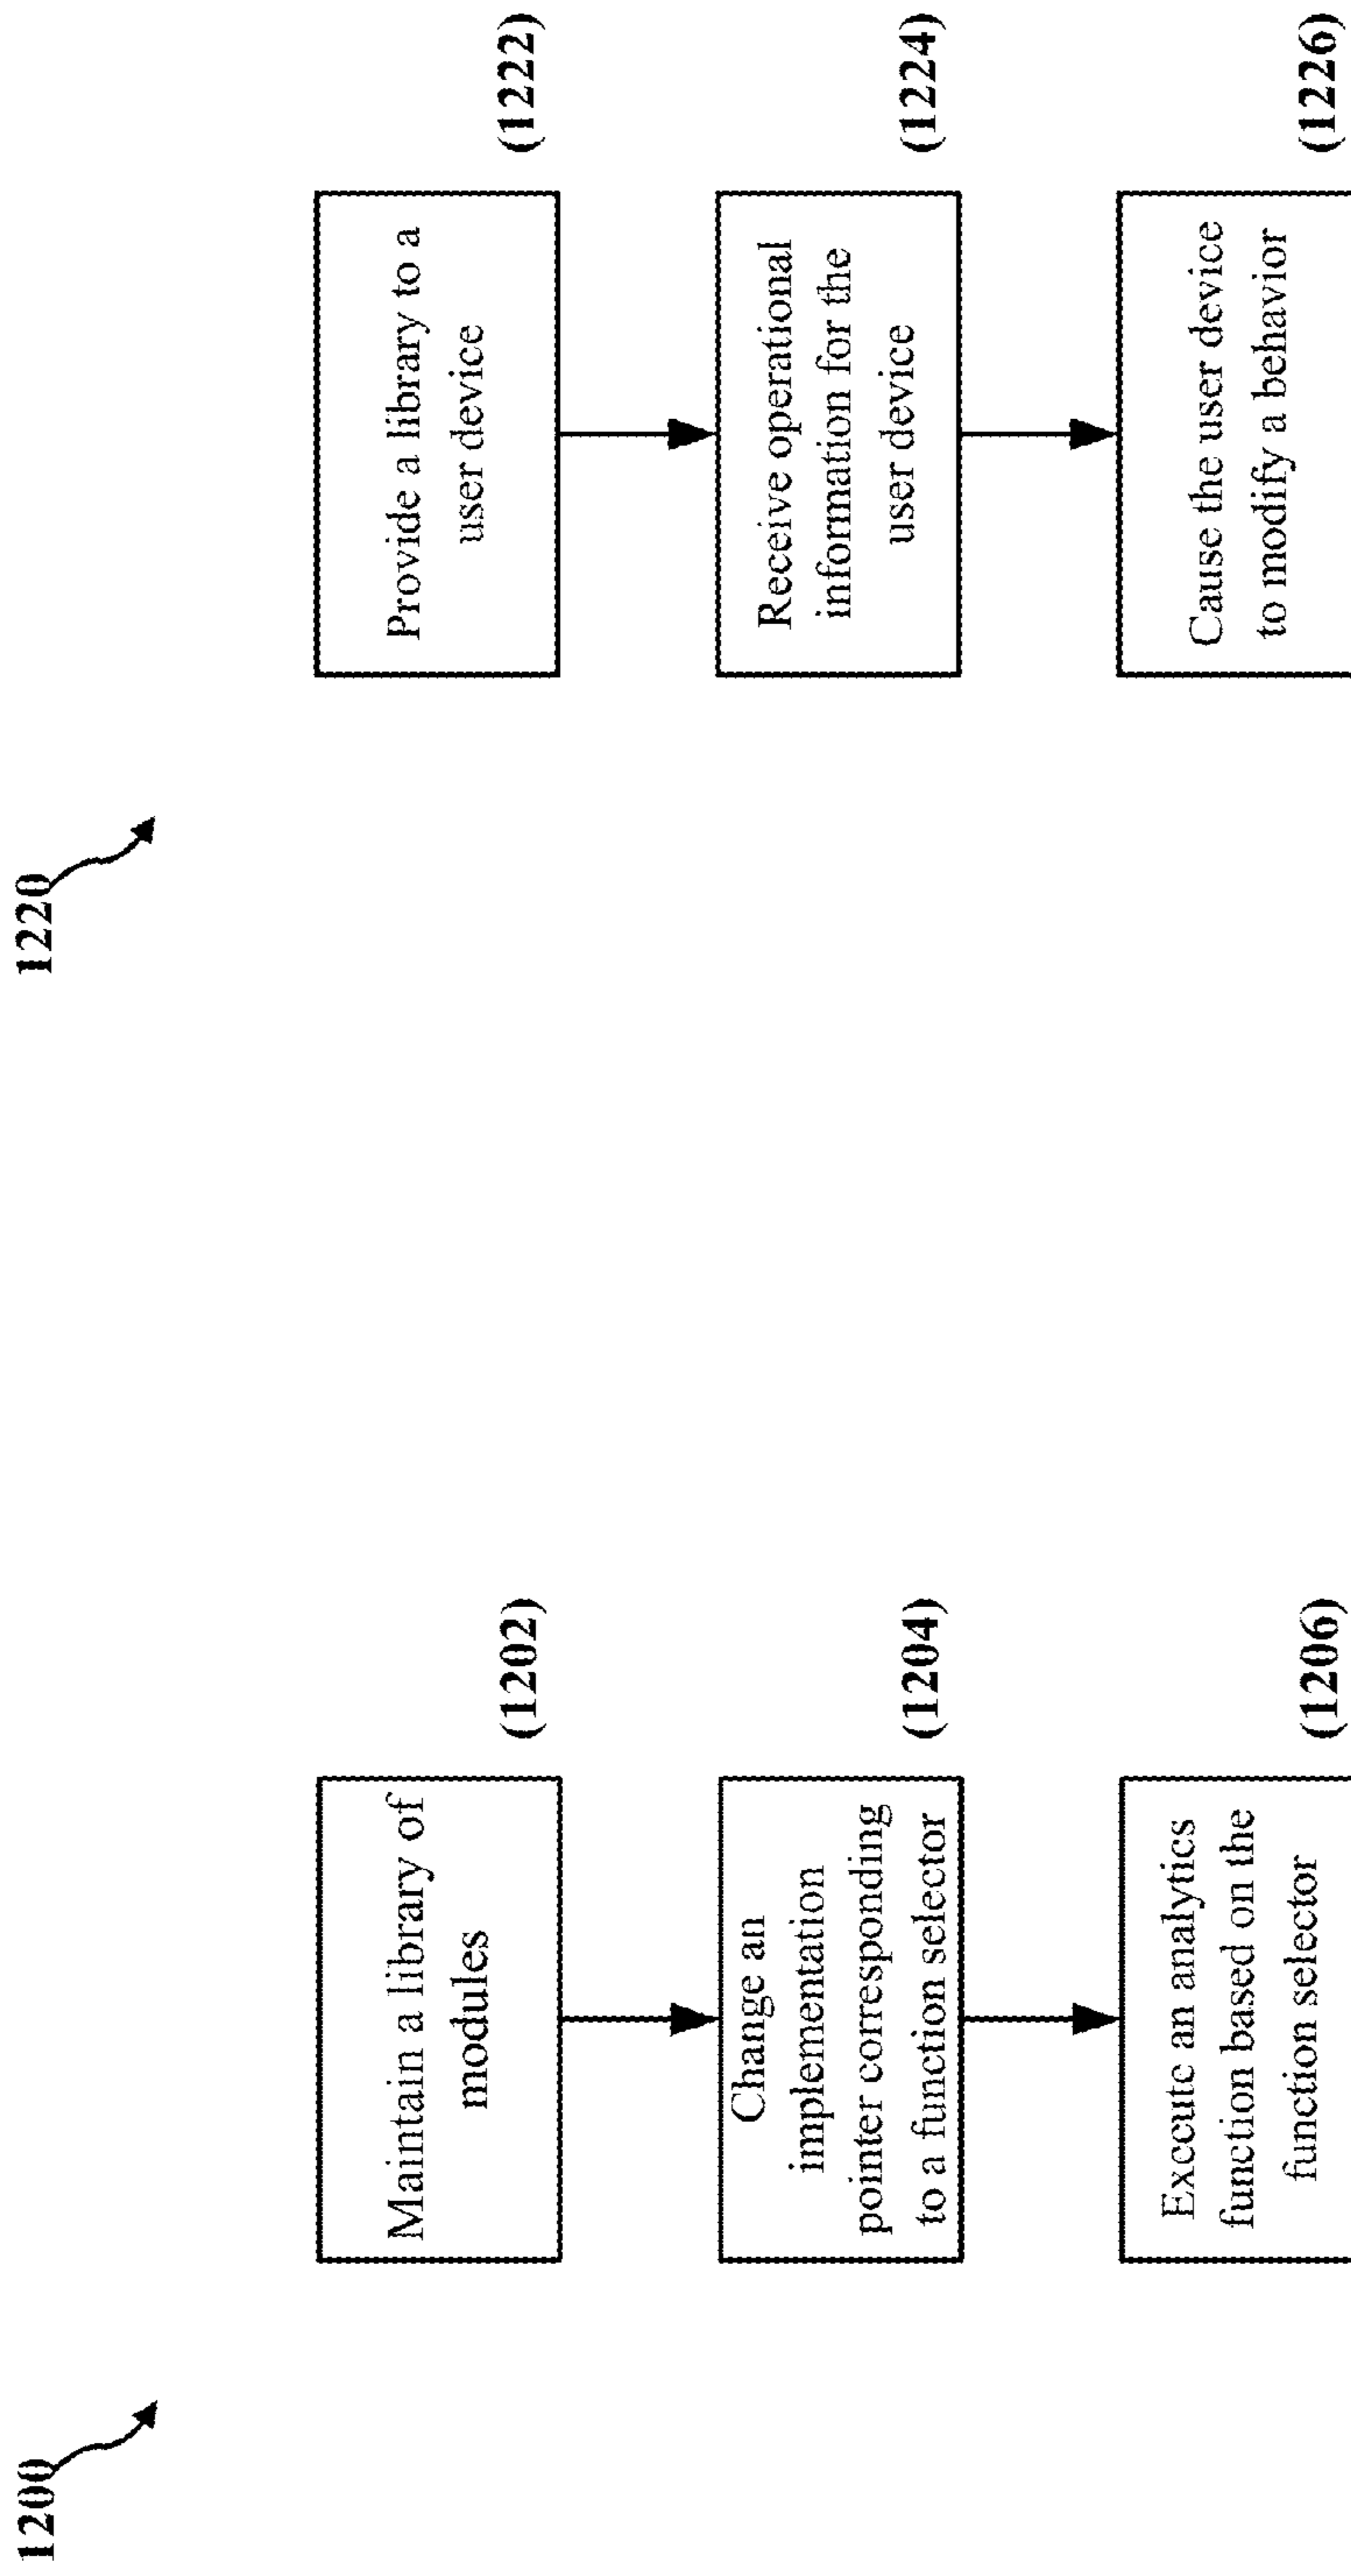 1200
Maintain a library of
modules
(1202)
Change an
implementation
pointer corresponding
to a function selector
(1204)
Execute an analytics
function based on the
function selector
(1206)
1220
Provide a library to a
user device
(1222)
Receive operational
information for the
user device
(1224)
Cause the user device
to modify a behavior
(1226)